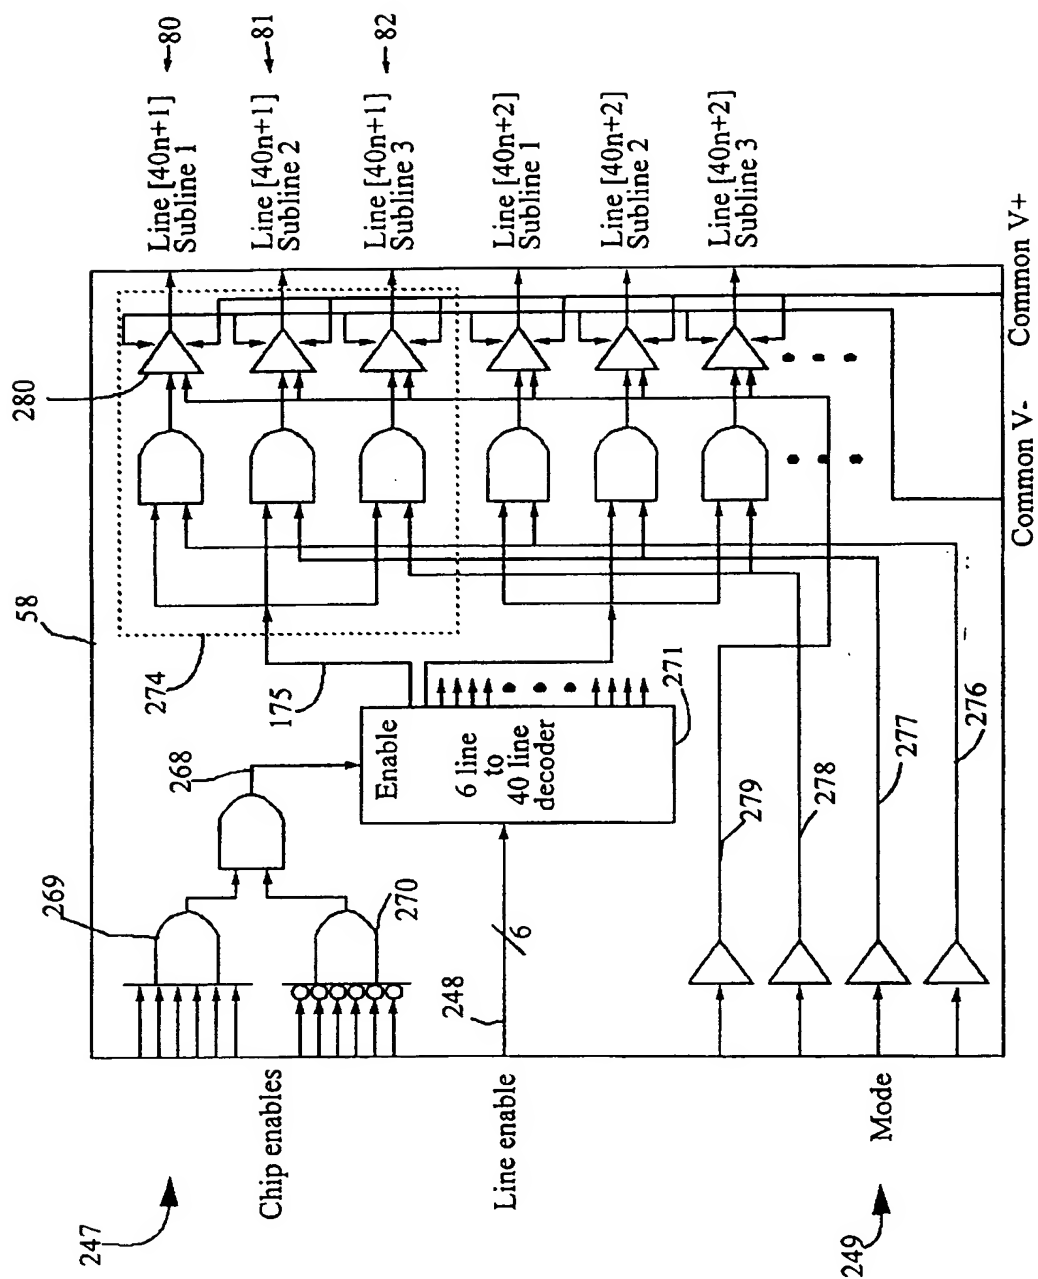 247
Chip enables
Line enable
249
Mode
269
270
268
248
6
58
274
175
Enable
6 line
to
40 line
decoder
271
279
278
277
276
280
Line [40n+1]
Subline 1
80
Line [40n+1]
Subline 2
81
Line [40n+1]
Subline 3
82
Line [40n+2]
Subline 1
Line [40n+2]
Subline 2
Line [40n+2]
Subline 3
Common V-
Common V+